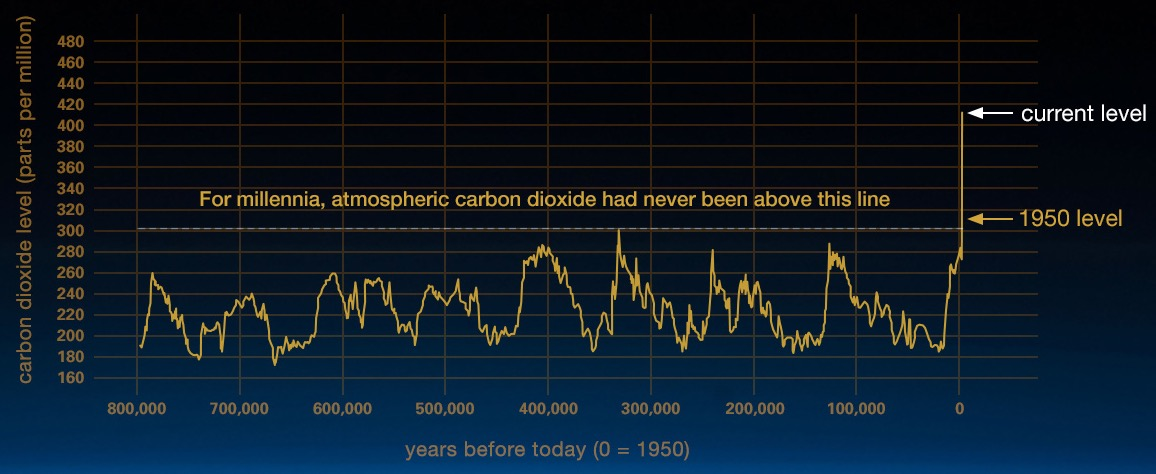 carbon dioxide level (parts per million)
480
460
440
420
400
380
360
340
320
300
280
260
240
220
200
180
160
current level
For millennia, atmospheric carbon dioxide had never been above this line
1950 level
800,000 700,000 600,000 500,000 400,000 300,000 200,000 100,000 0
years before today (0 = 1950)